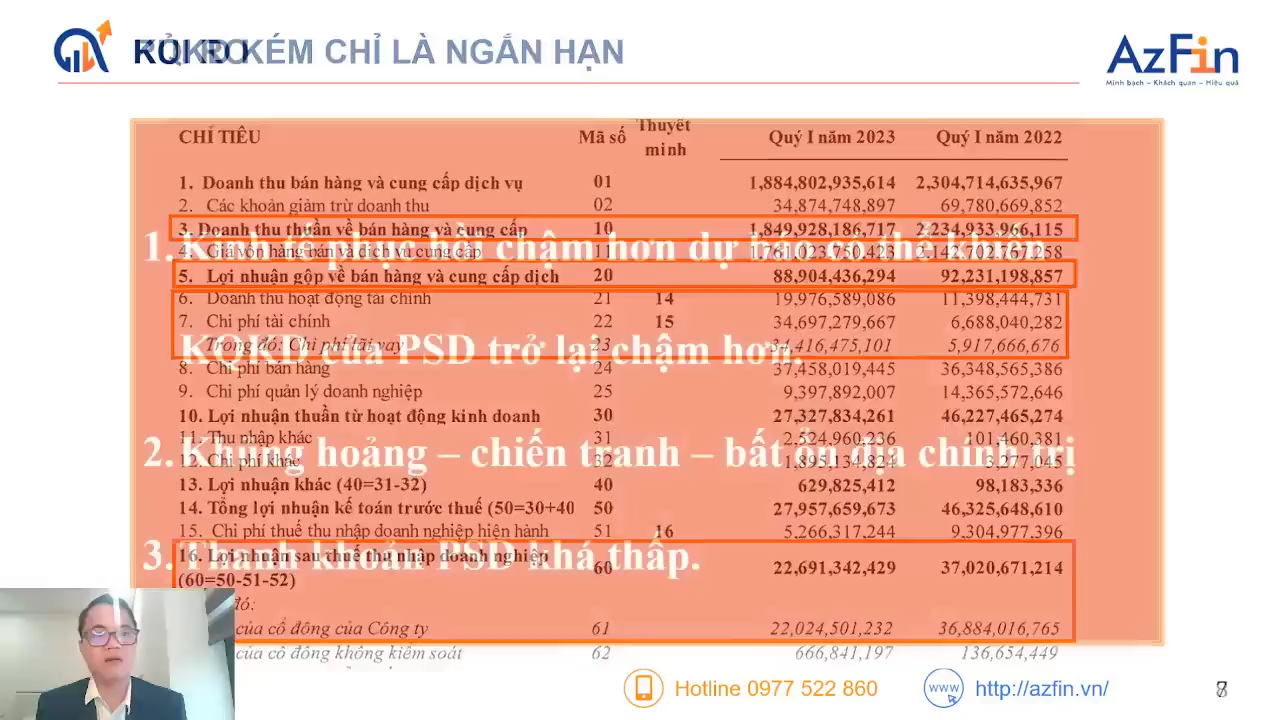 KQKD KÉM CHỈ LÀ NGẮN HẠN
AzFin
Minh bạch – Khách quan – Hiệu quả
CHỈ TIÊU Mã số Thuyết minh Quý I năm 2023 Quý I năm 2022
1. Doanh thu bán hàng và cung cấp dịch vụ 01 1,884,802,935,614 2,304,714,635,967
2. Các khoản giảm trừ doanh thu 02 34,874,748,897 69,780,669,852
3. Doanh thu thuần về bán hàng và cung cấp 10 1,849,928,186,717 2,234,933,966,115
1. Kinh tế phục hồi chậm hơn dự báo có thể khiến
4. Giá vốn hàng bán và dịch vụ cung cấp 11 1,761,023,750,423 2,142,702,767,258
5. Lợi nhuận gộp về bán hàng và cung cấp dịch 20 88,904,436,294 92,231,198,857
6. Doanh thu hoạt động tài chính 21 14 19,976,589,086 11,398,444,731
7. Chi phí tài chính 22 15 34,697,279,667 6,688,040,282
Trong đó: Chi phí lãi vay 23 34,416,475,101 5,917,666,676
KQKD của PSD trở lại chậm hơn.
8. Chi phí bán hàng 24 37,458,019,445 36,348,565,386
9. Chi phí quản lý doanh nghiệp 25 9,397,892,007 14,365,572,646
10. Lợi nhuận thuần từ hoạt động kinh doanh 30 27,327,834,261 46,227,465,274
11. Thu nhập khác 31 2,524,960,236 101,460,381
2. Khủng hoảng – chiến tranh – bất ổn địa chính trị
12. Chi phí khác 32 1,895,134,824 3,277,045
13. Lợi nhuận khác (40=31-32) 40 629,825,412 98,183,336
14. Tổng lợi nhuận kế toán trước thuế (50=30+40 50 27,957,659,673 46,325,648,610
15. Chi phí thuế thu nhập doanh nghiệp hiện hành 51 16 5,266,317,244 9,304,977,396
3. Thanh khoản PSD khá thấp.
16. Lợi nhuận sau thuế thu nhập doanh nghiệp
(60=50-51-52) 60 22,691,342,429 37,020,671,214
đó:
của cổ đông của Công ty 61 22,024,501,232 36,884,016,765
của cổ đông không kiểm soát 62 666,841,197 136,654,449
Hotline 0977 522 860
www http://azfin.vn/